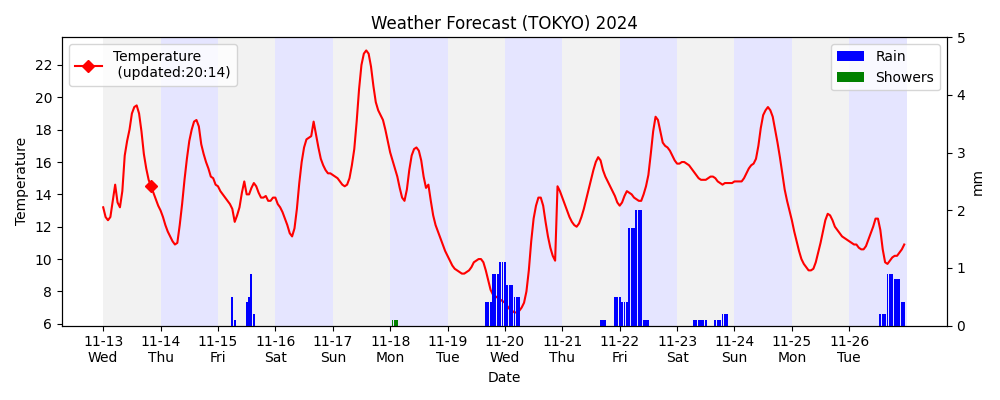 Weather Forecast (TOKYO) 2024
Temperature
(updated:20:14)
Rain
Showers
Temperature
22
20
18
16
14
12
10
8
6
5
4
3
2
1
0
mm
11-13 11-14 11-15 11-16 11-17 11-18 11-19 11-20 11-21 11-22 11-23 11-24 11-25 11-26
Wed Thu Fri Sat Sun Mon Tue Wed Thu Fri Sat Sun Mon Tue
Date